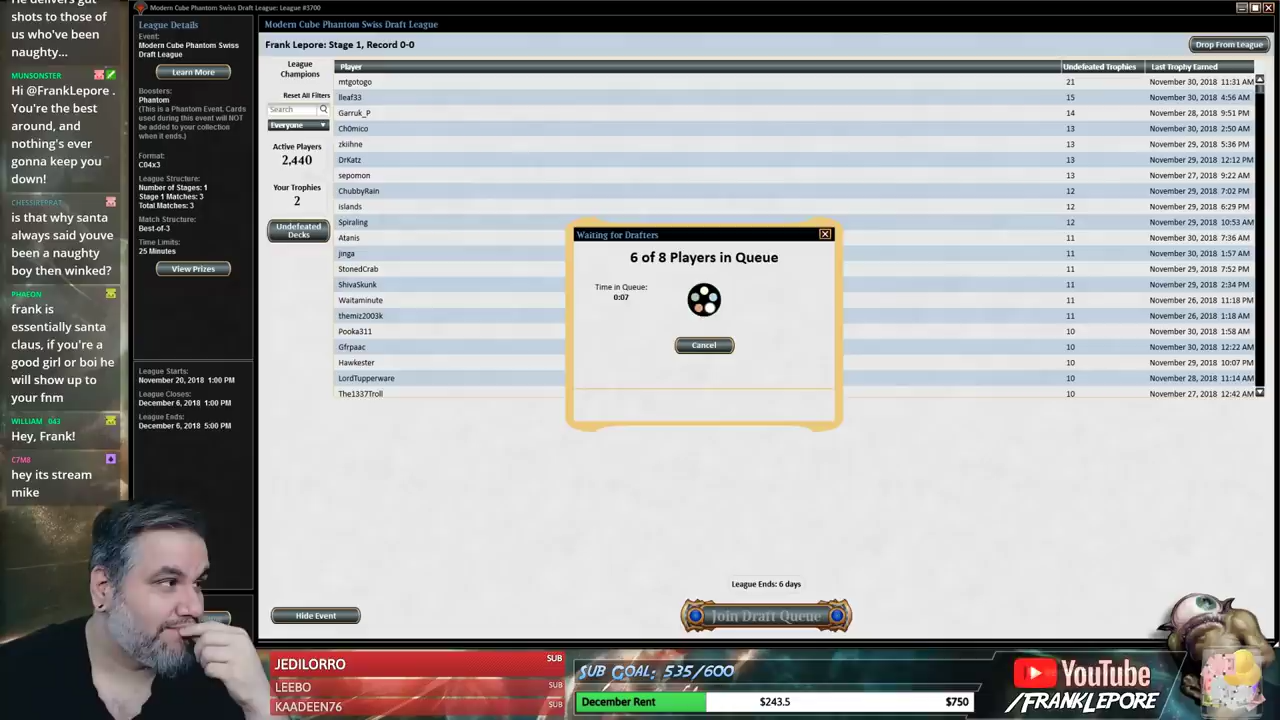 He delivers gut
shots to those of
us who've been
naughty...
MUNSONSTER
Hi @FrankLepore .
You're the best
around, and
nothing's ever
gonna keep you
down!
CHESSIREPRAT
is that why santa
always said youve
been a naughty
boy then winked?
PHAEON
frank is
essentially santa
claus, if you're a
good girl or boi he
will show up to
your fnm
WILLIAM_043
Hey, Frank!
C7M8
hey its stream
mike
Modern Cube Phantom Swiss Draft League: League #3700
League Details
Event:
Modern Cube Phantom Swiss
Draft League
Learn More
Boosters:
Phantom
(This is a Phantom Event. Cards
used during this event will NOT
be added to your collection
when it ends.)
Format:
C04x3
League Structure:
Number of Stages: 1
Stage 1 Matches: 3
Total Matches: 3
Match Structure:
Best-of-3
Time Limits:
25 Minutes
View Prizes
League Starts:
November 20, 2018 1:00 PM
League Closes:
December 6, 2018 1:00 PM
League Ends:
December 6, 2018 5:00 PM
Modern Cube Phantom Swiss Draft League
Frank Lepore: Stage 1, Record 0-0
Drop From League
League
Champions
Reset All Filters
Search
Everyone
Active Players
2,440
Your Trophies
2
Undefeated
Decks
Player Undefeated Trophies Last Trophy Earned
mtgotogo 21 November 30, 2018 11:31 AM
lleaf33 15 November 30, 2018 4:56 AM
Garruk_P 14 November 28, 2018 9:51 PM
Ch0mico 13 November 30, 2018 2:50 AM
zkiihne 13 November 29, 2018 5:36 PM
DrKatz 13 November 29, 2018 12:12 PM
sepomon 13 November 27, 2018 9:22 AM
ChubbyRain 12 November 29, 2018 7:02 PM
islands 12 November 29, 2018 6:29 PM
Spiraling 12 November 29, 2018 10:53 AM
Atanis 11 November 30, 2018 7:36 AM
jinga 11 November 30, 2018 1:57 AM
StonedCrab 11 November 29, 2018 7:52 PM
ShivaSkunk 11 November 29, 2018 2:34 PM
Waitaminute 11 November 26, 2018 11:18 PM
themiz2003k 11 November 26, 2018 1:18 AM
Pooka311 10 November 30, 2018 1:58 AM
Gfrpaac 10 November 30, 2018 12:22 AM
Hawkester 10 November 29, 2018 10:07 PM
LordTupperware 10 November 28, 2018 11:14 AM
The1337Troll 10 November 27, 2018 12:42 AM
Waiting for Drafters
6 of 8 Players in Queue
Time in Queue:
0:07
Cancel
League Ends: 6 days
Hide Event
Join Draft Queue
JEDILORRO SUB
LEEBO SUB
KAADEEN76 SUB
SUB GOAL: 535/600
December Rent $243.5 $750
YouTube
/FRANKLEPORE